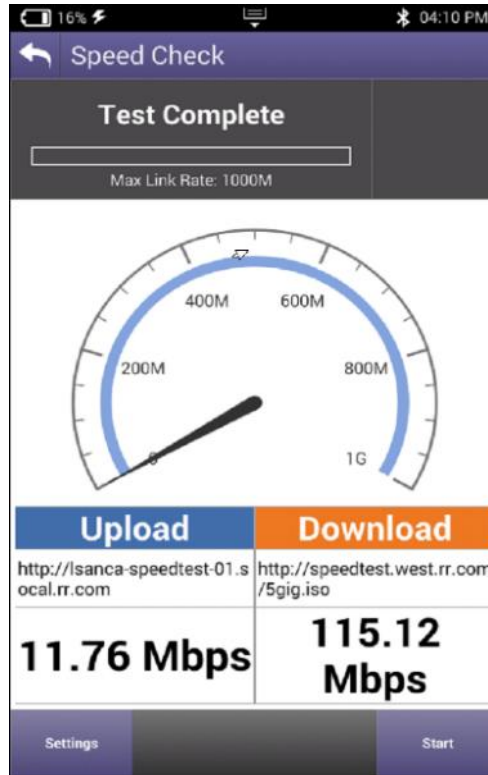 16% 04:10 PM
Speed Check
Test Complete
Max Link Rate: 1000M
400M 600M
200M 800M
0 1G
Upload Download
http://lsanca-speedtest-01.s
ocal.rr.com
http://speedtest.west.rr.com
/5gig.iso
11.76 Mbps
115.12
Mbps
Settings Start